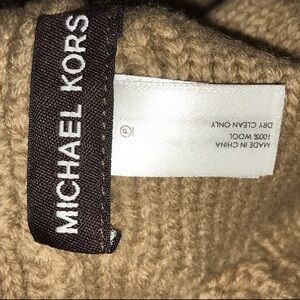 MICHAEL KORS
MADE IN CHINA
100% WOOL
DRY CLEAN ONLY
P